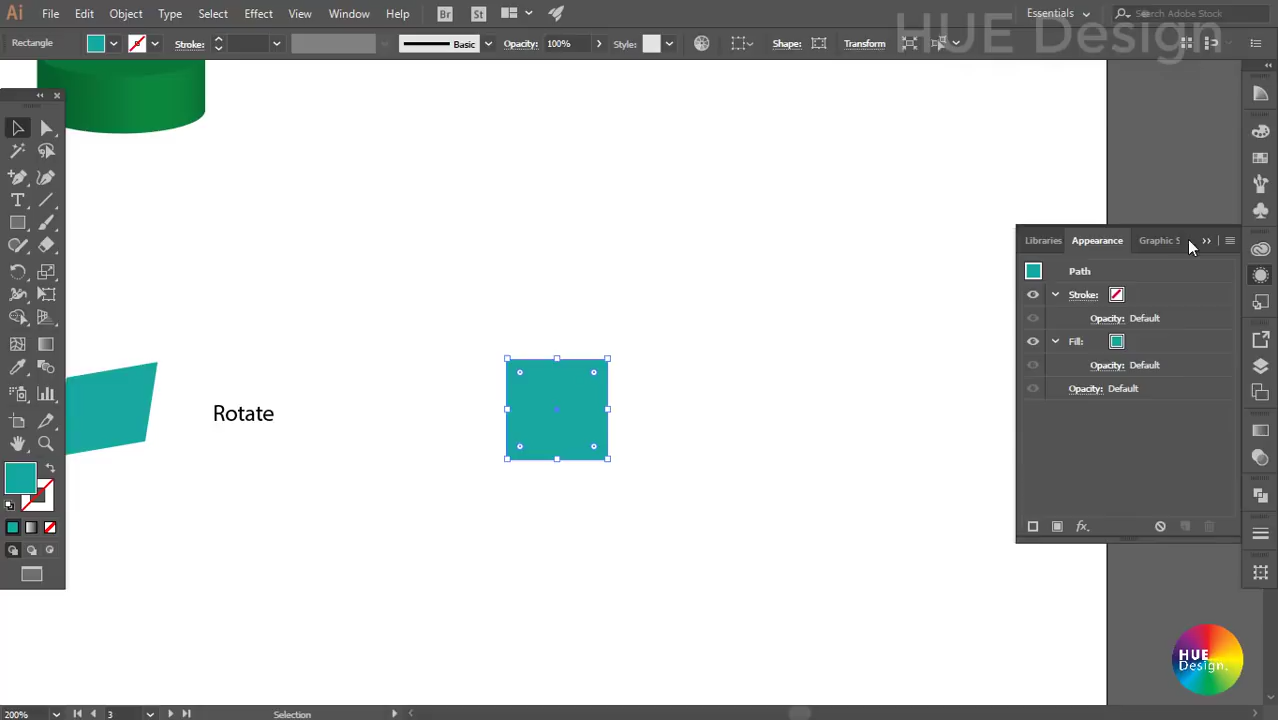 Ai File Edit Object Type Select Effect View Window Help Br St Essentials Search Adobe Stock
HUE Design
Rectangle Stroke: Basic Opacity: 100% Style: Shape: Transform
Libraries Appearance Graphic S
Path
Stroke:
Opacity: Default
Fill:
Opacity: Default
Opacity: Default
Rotate
fx.
HUE
Design.
200% 3 Selection